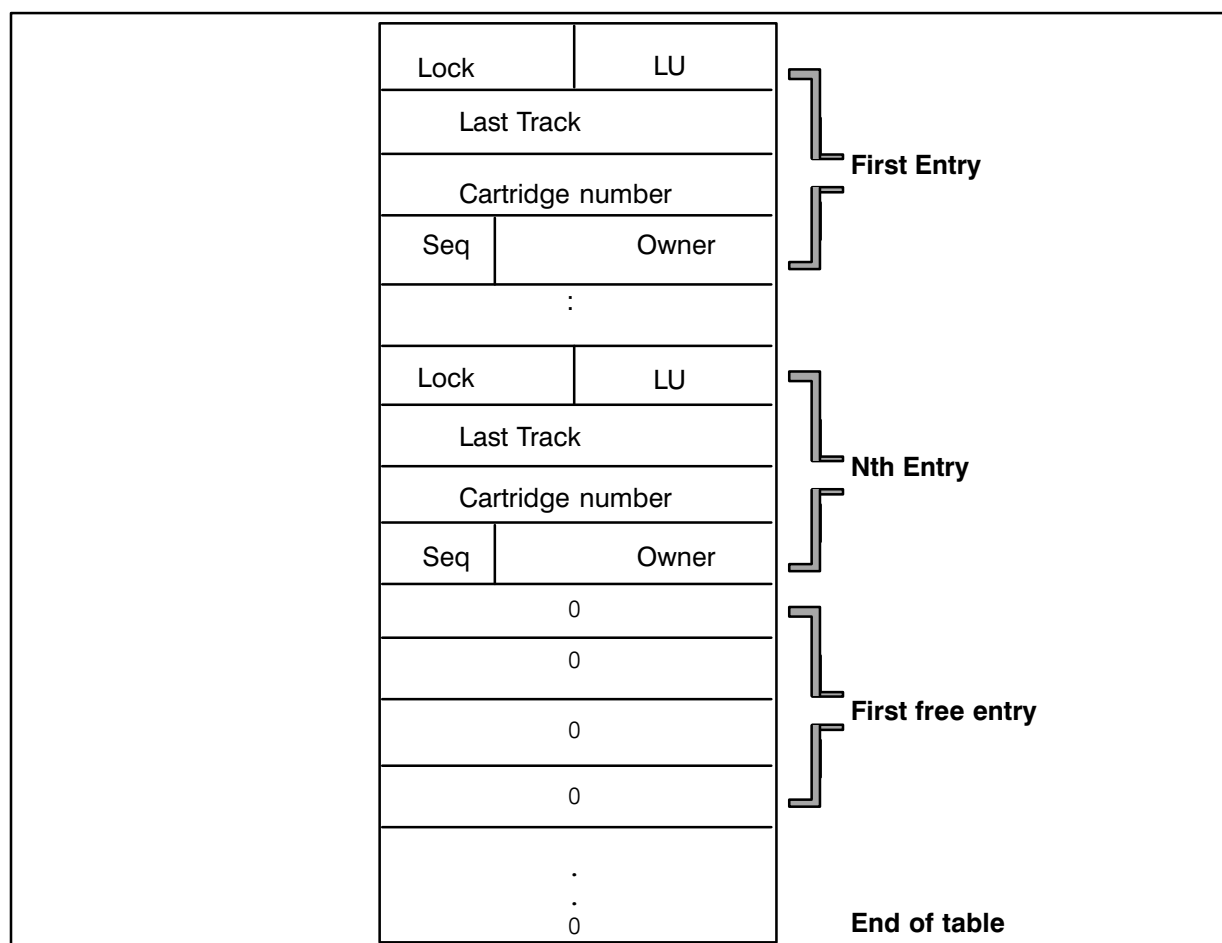 Lock LU
Last Track
First Entry
Cartridge number
Seq Owner
:
Lock LU
Last Track
Nth Entry
Cartridge number
Seq Owner
0
0
First free entry
0
0
.
.
0 End of table